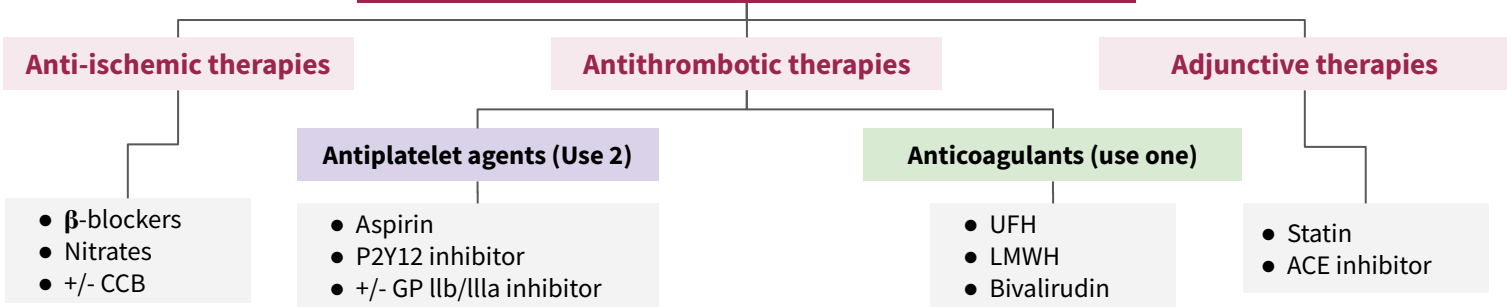 Anti-ischemic therapies
Antithrombotic therapies
Adjunctive therapies
Antiplatelet agents (Use 2)
Anticoagulants (use one)
● β-blockers
● Nitrates
● +/- CCB
● Aspirin
● P2Y12 inhibitor
● +/- GP llb/llla inhibitor
● UFH
● LMWH
● Bivalirudin
● Statin
● ACE inhibitor